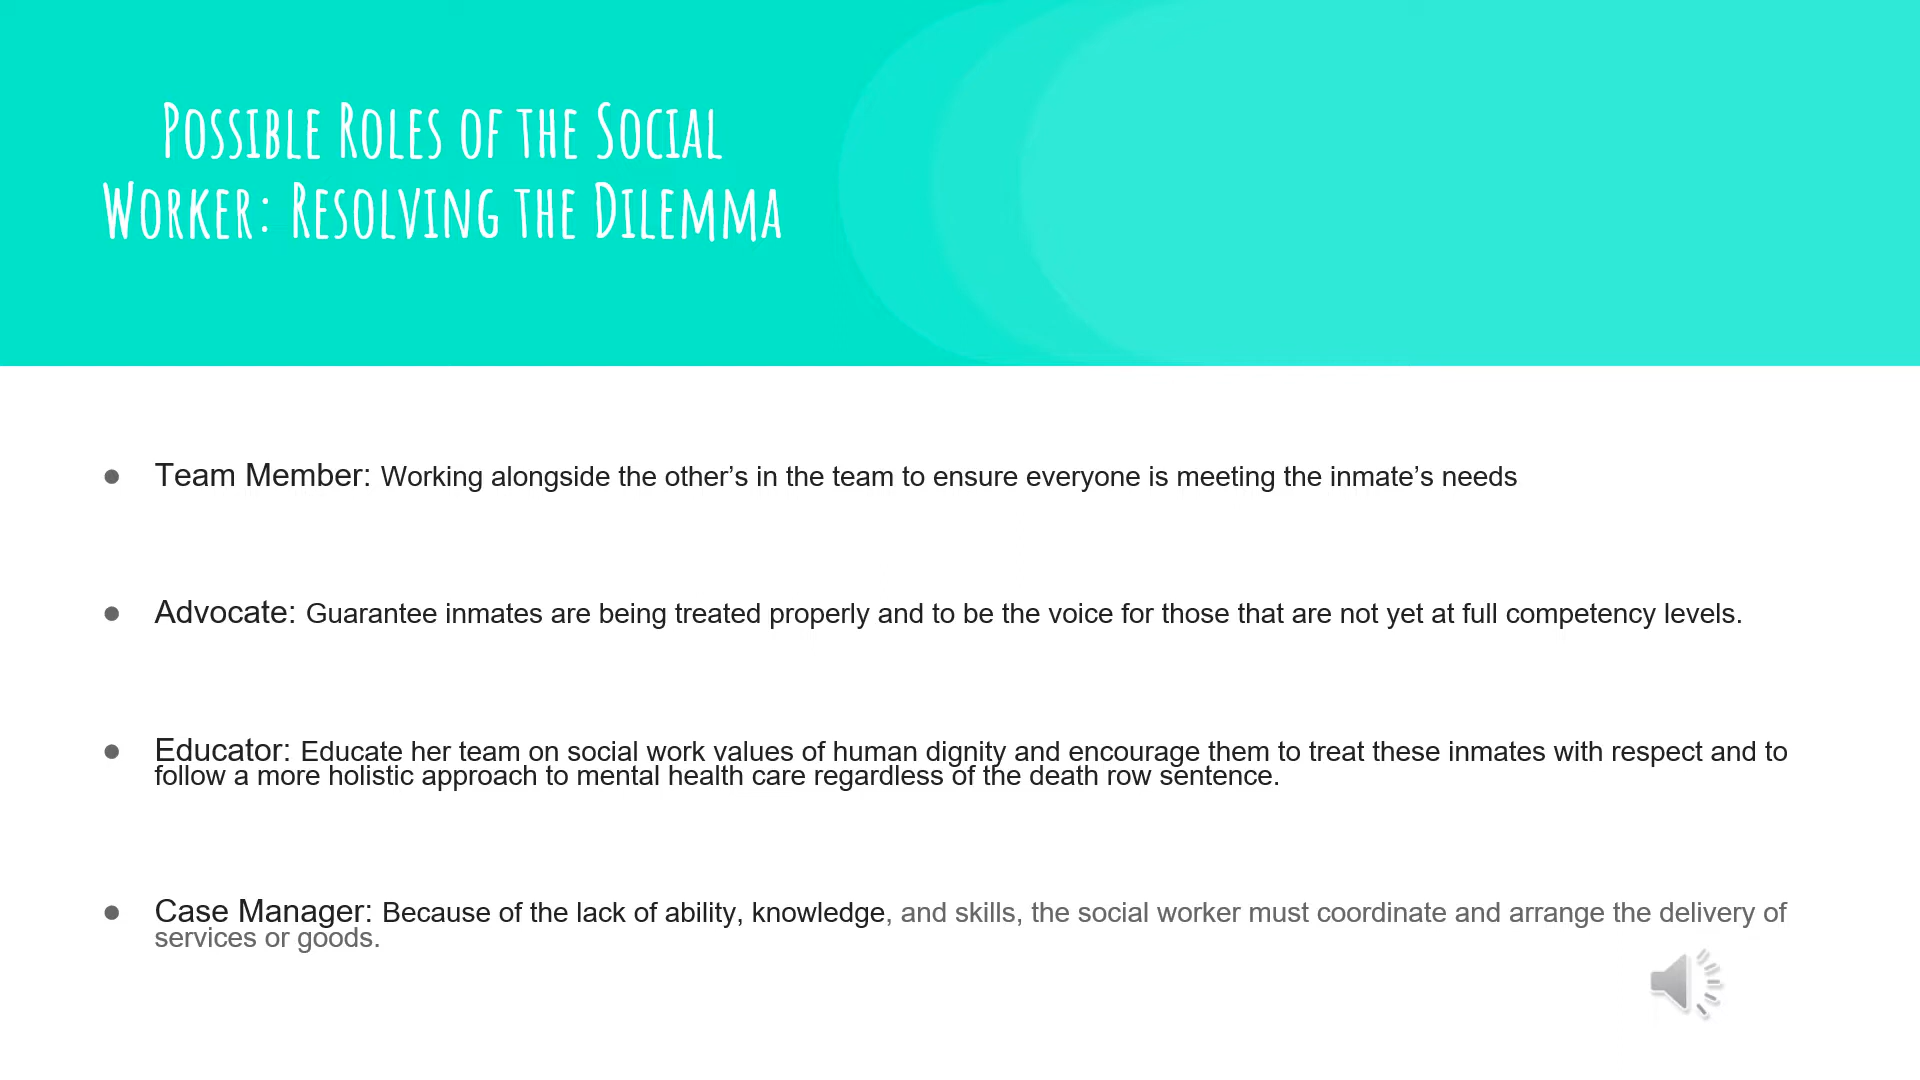 Possible Roles of the Social
Worker: Resolving the Dilemma
● Team Member: Working alongside the other’s in the team to ensure everyone is meeting the inmate’s needs
● Advocate: Guarantee inmates are being treated properly and to be the voice for those that are not yet at full competency levels.
● Educator: Educate her team on social work values of human dignity and encourage them to treat these inmates with respect and to
follow a more holistic approach to mental health care regardless of the death row sentence.
● Case Manager: Because of the lack of ability, knowledge, and skills, the social worker must coordinate and arrange the delivery of
services or goods.